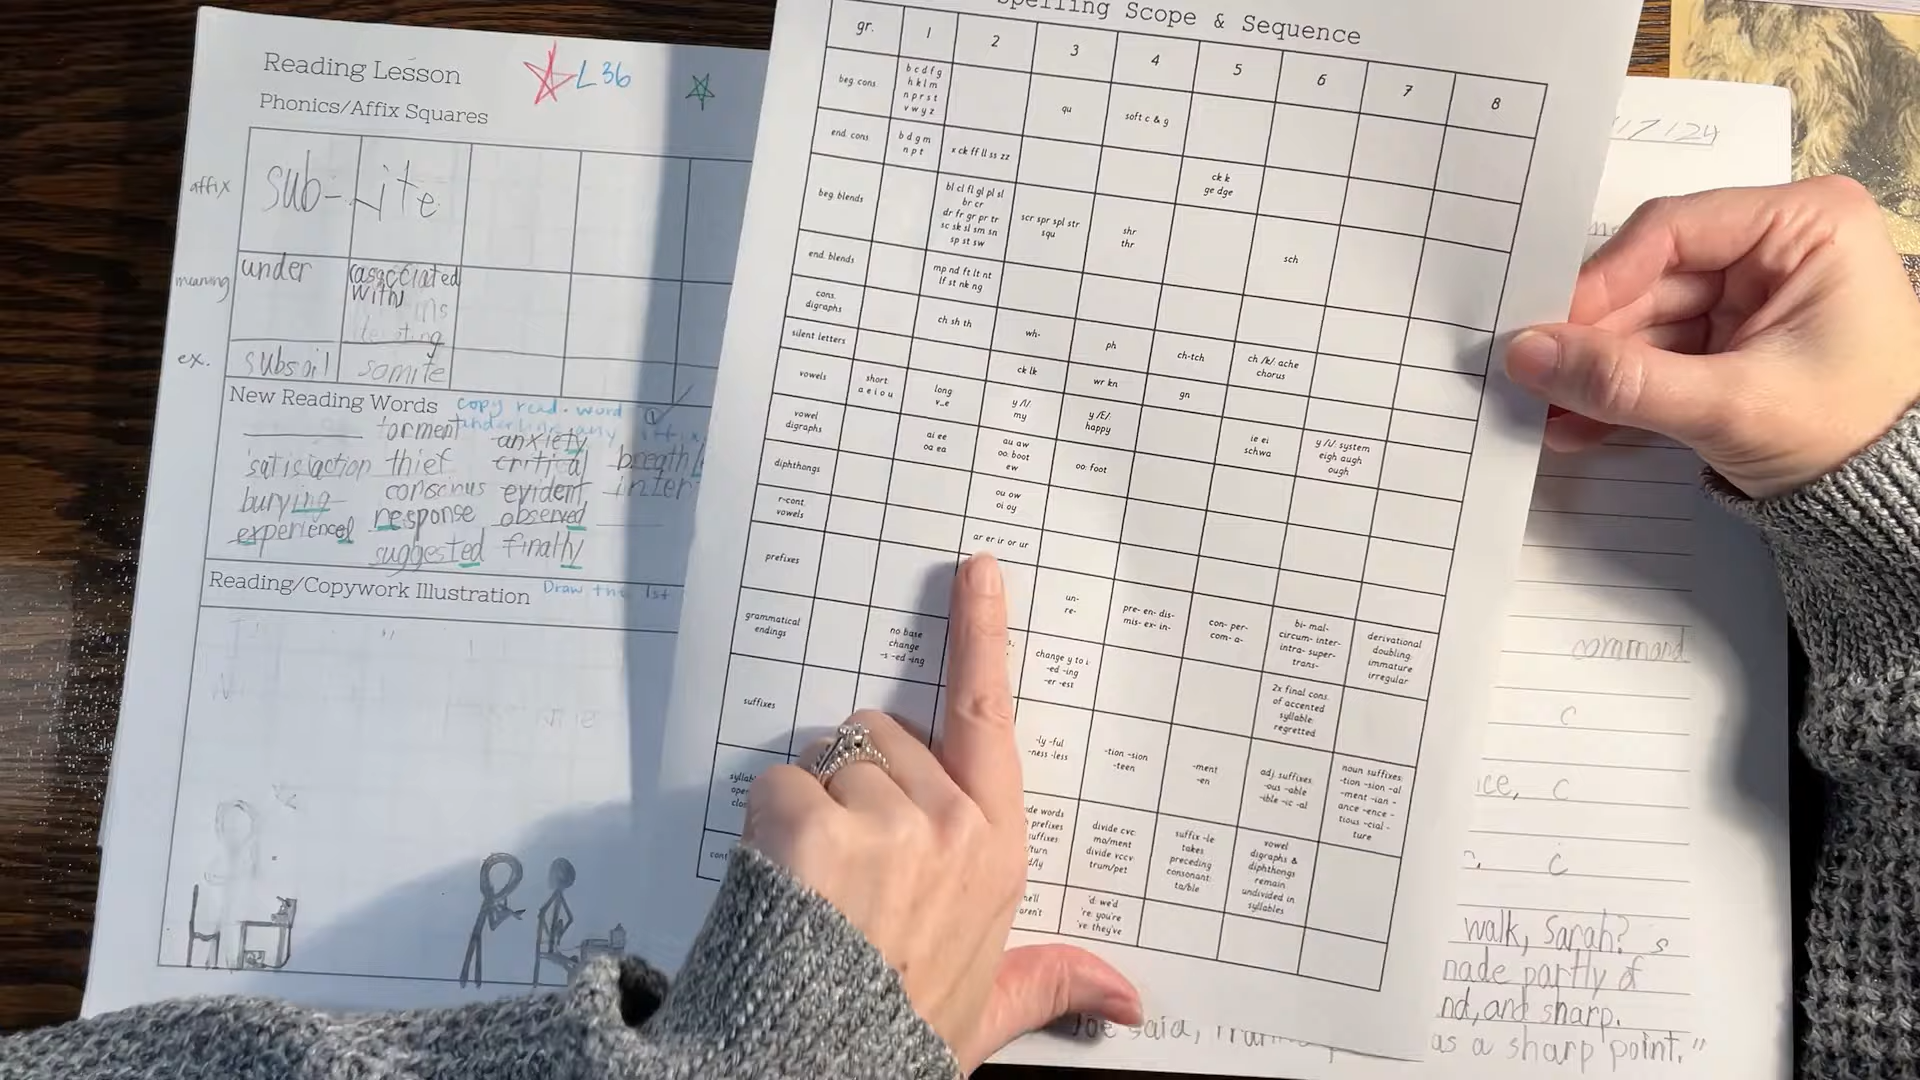 Reading Lesson
L 36
Phonics/Affix Squares
affix
sub-
-ite
meaning
under
(associated
with)
ex.
subsoil
somite
New Reading Words
copy read. word
underline any
torment anxiety
satisfaction thief critical
burying conscious evident, inter
experienced response observed
suggested finally
Reading/Copywork Illustration
Draw the 1st
Spelling Scope & Sequence
gr. 1 2 3 4 5 6 7 8
beg cons.
b c d f g
h k l m
n p r s t
v w y z
qu
soft c & g
end. cons
b d g m
n p t
x ck ff ll ss zz
ck k
ge dge
beg. blends
bl cl fl gl pl sl
br cr
dr fr gr pr tr
sc sk sl sm sn
sp st sw
scr spr spl str
squ
shr
thr
sch
end. blends
mp nd ft lt nt
lf st nk ng
cons.
digraphs
ch sh th
wh-
ph
ch-tch
ch /k/: ache
chorus
silent letters
ck lk
wr kn
gn
vowels
short
a e i o u
long
v_e
y /I/
my
y /E/
happy
ie ei
schwa
y /i/ system
eigh augh
ough
vowel
digraphs
ai ee
oa ea
au aw
oo: boot
ew
oo: foot
diphthongs
ou ow
oi oy
r-cont.
vowels
ar er ir or ur
prefixes
un-
re-
pre- en- dis-
mis- ex- in-
con- per-
com- a-
bi- mal-
circum- inter-
intra- super-
trans-
derivational
doubling:
immature
irregular
grammatical
endings
no base
change
-s -ed -ing
change y to i
-ed -ing
-er -est
2x final cons.
of accented
syllable:
regretted
suffixes
-ly -ful
-ness -less
-tion -sion
-teen
-ment
-en
adj. suffixes
-ous -able
-ible -ic -al
noun suffixes:
-tion -sion -al
-ment -ian -
ance -ence -
tious -cial -
ture
words
prefixes
divide cvc:
mo/ment
divide vccv:
trum/pet
suffix -le
takes
preceding
consonant:
ta/ble
vowel
digraphs &
diphthongs
remain
undivided in
syllables
'd: we'd
're: you're
've: they've
command
c
c
c
walk, Sarah? s
made partly of
and sharp.
Joe said,
as a sharp point."